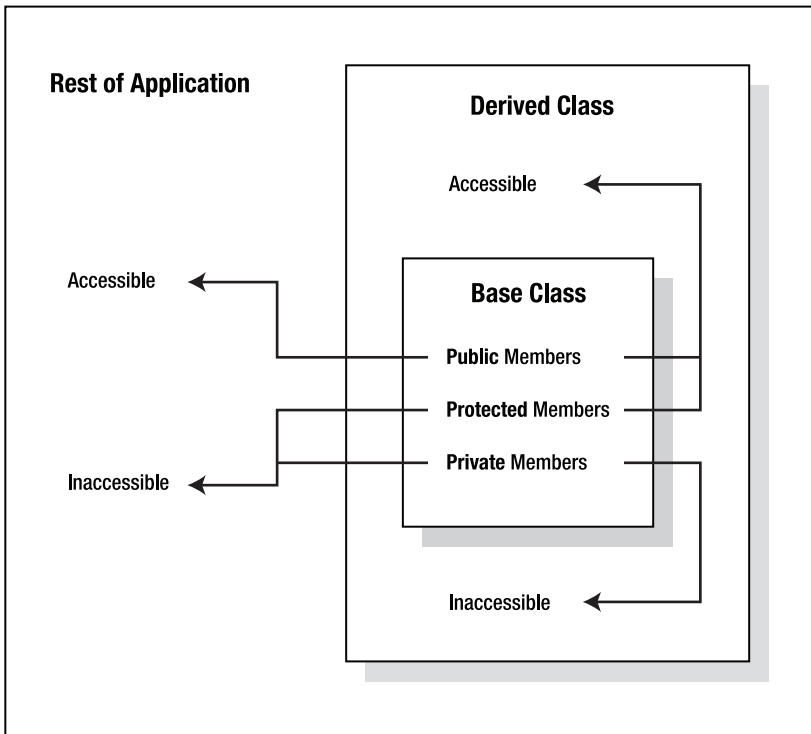 Rest of Application
Derived Class
Accessible
Accessible
Base Class
Public Members
Protected Members
Private Members
Inaccessible
Inaccessible